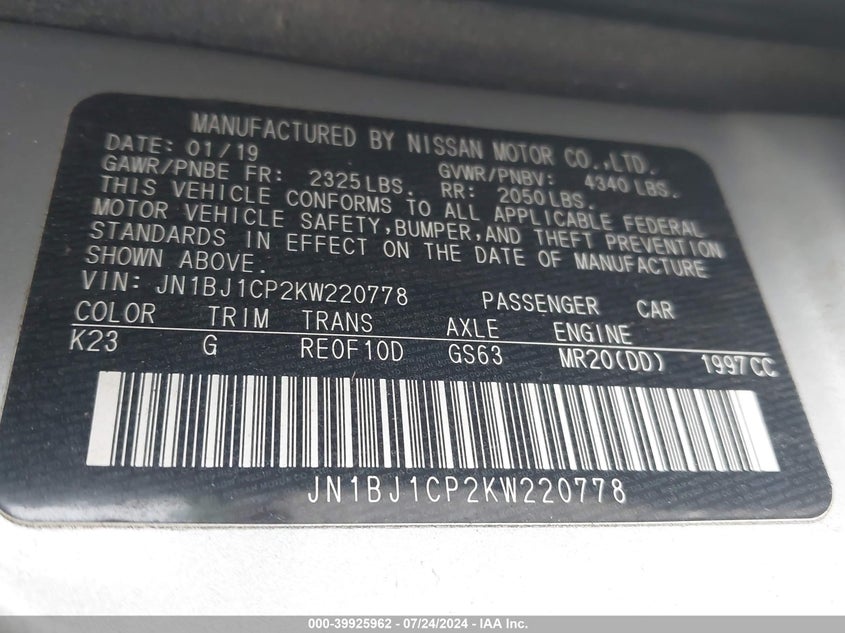 MANUFACTURED BY NISSAN MOTOR CO.,LTD.
DATE: 01/19 GVWR/PNBV: 4340 LBS.
GAWR/PNBE FR: 2325LBS. RR: 2050LBS.
THIS VEHICLE CONFORMS TO ALL APPLICABLE FEDERAL
MOTOR VEHICLE SAFETY,BUMPER,AND THEFT PREVENTION
STANDARDS IN EFFECT ON THE DATE OF MANUFACTURE
SHOWN ABOVE.
VIN: JN1BJ1CP2KW220778 PASSENGER CAR
COLOR TRIM TRANS AXLE ENGINE
K23 G RE0F10D GS63 MR20(DD) 1997CC
JN1BJ1CP2KW220778
000-39925962 / 07/24/2024 - IAA Inc.